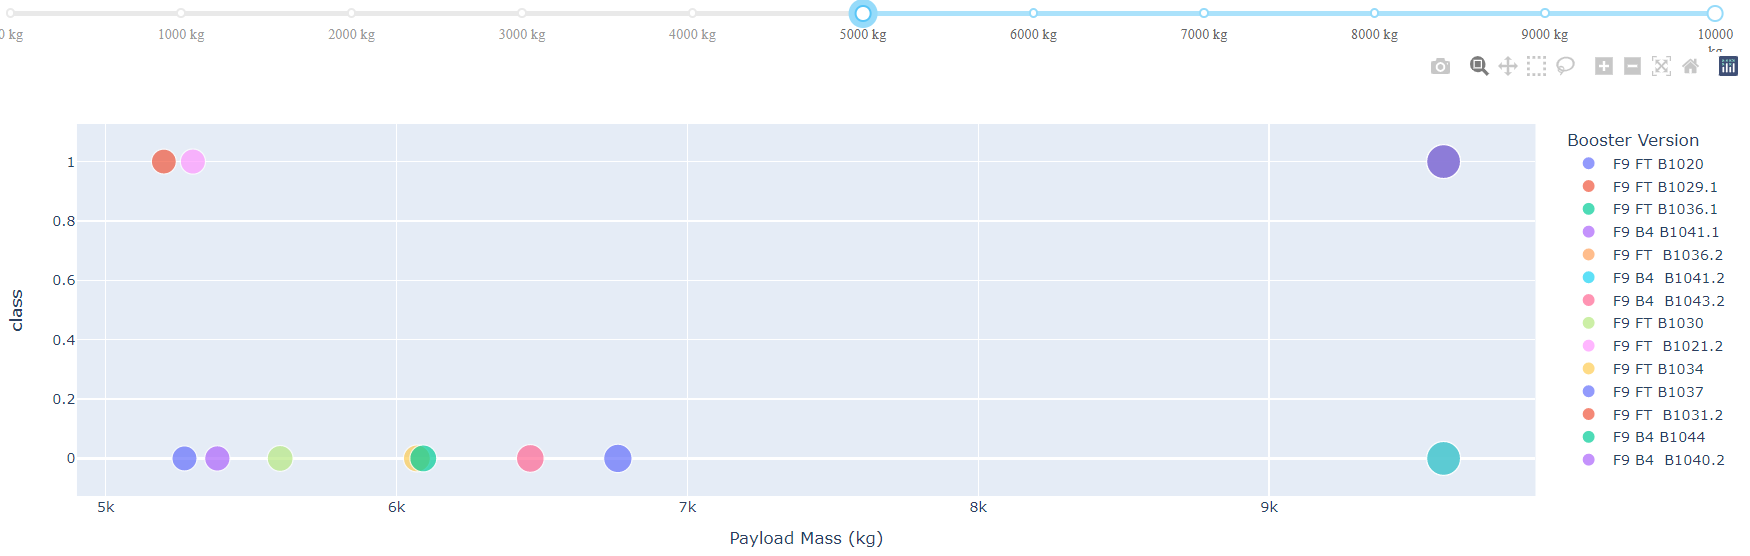 0 kg 1000 kg 2000 kg 3000 kg 4000 kg 5000 kg 6000 kg 7000 kg 8000 kg 9000 kg 10000
kg
Booster Version
F9 FT B1020
F9 FT B1029.1
F9 FT B1036.1
F9 B4 B1041.1
F9 FT  B1036.2
F9 B4  B1041.2
F9 B4  B1043.2
F9 FT B1030
F9 FT  B1021.2
F9 FT B1034
F9 FT B1037
F9 FT  B1031.2
F9 B4 B1044
F9 B4  B1040.2
1
0.8
0.6
0.4
0.2
0
class
5k 6k 7k 8k 9k
Payload Mass (kg)